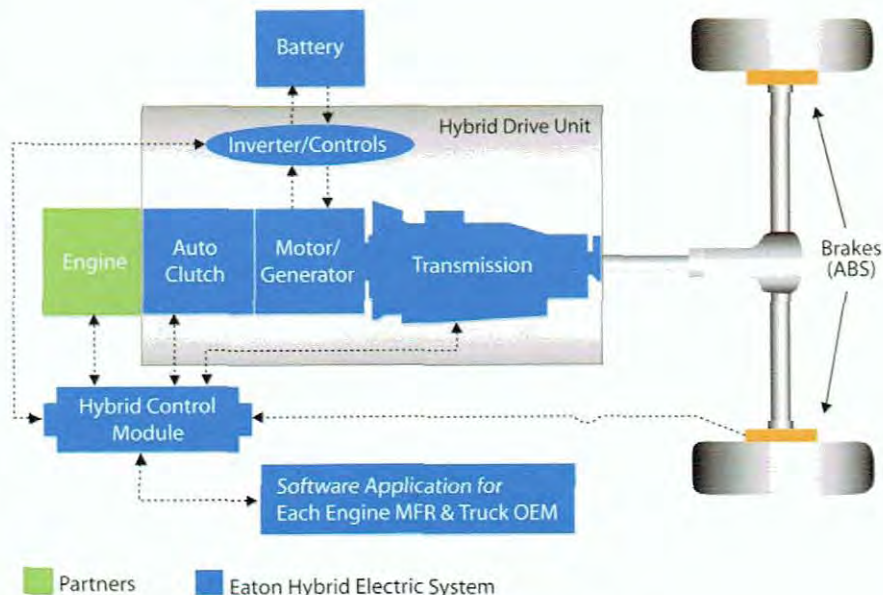 Battery
Hybrid Drive Unit
Inverter/Controls
Engine
Auto
Clutch
Motor/
Generator
Transmission
Brakes
(ABS)
Hybrid Control
Module
Software Application for
Each Engine MFR & Truck OEM
Partners
Eaton Hybrid Electric System